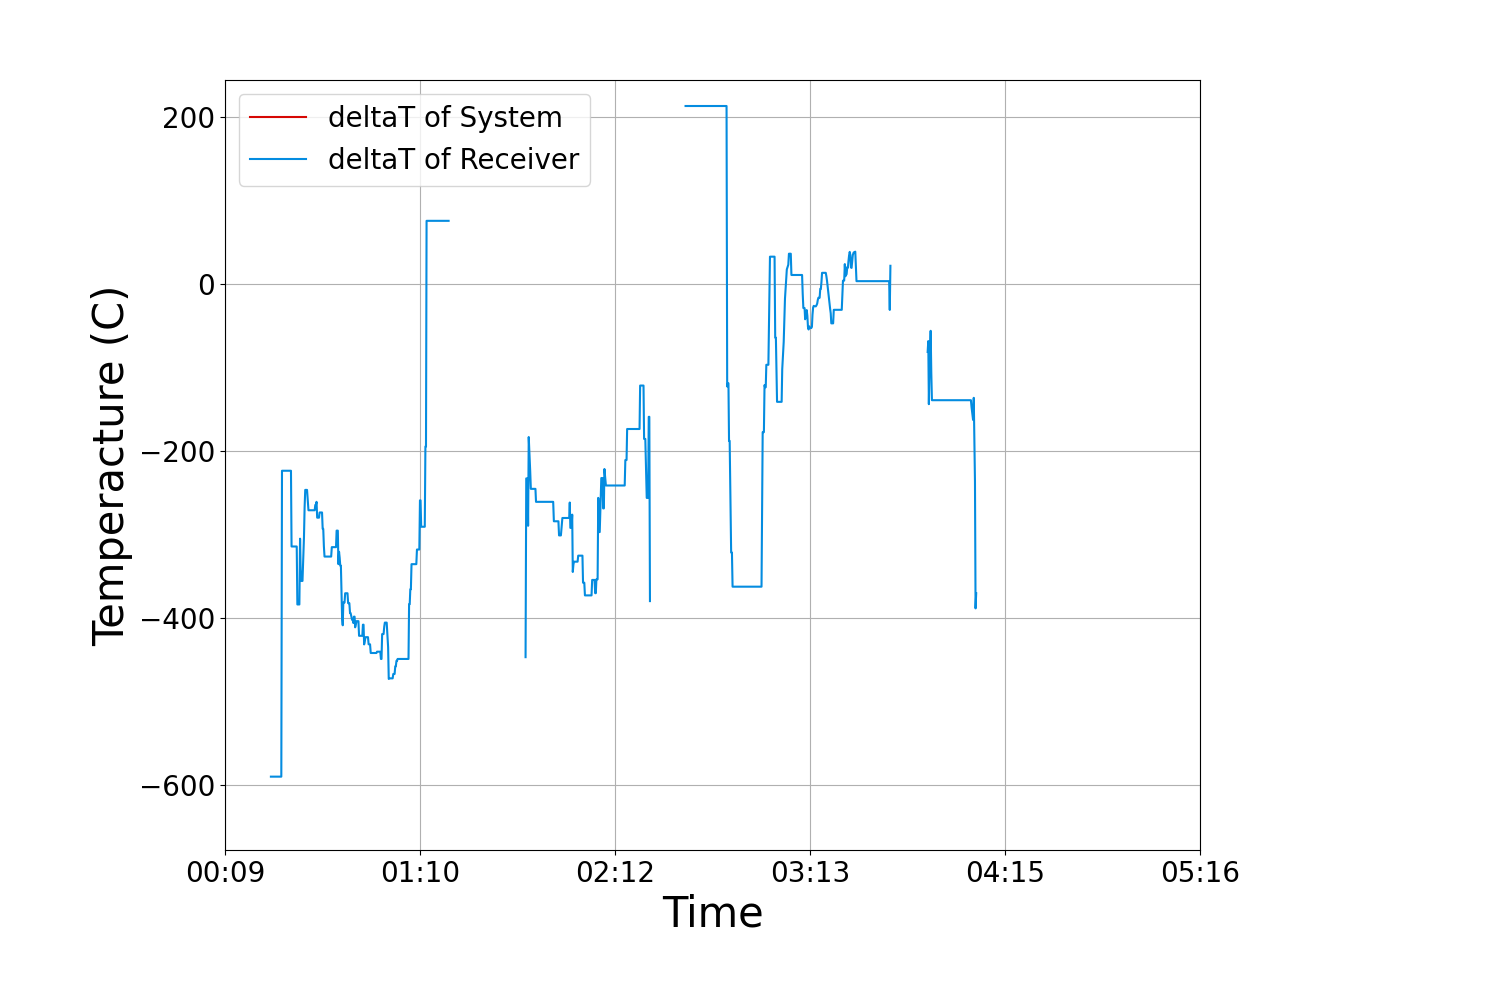 deltaT of System
deltaT of Receiver
200
0
−200
−400
−600
Temperacture (C)
00:09 01:10 02:12 03:13 04:15 05:16
Time